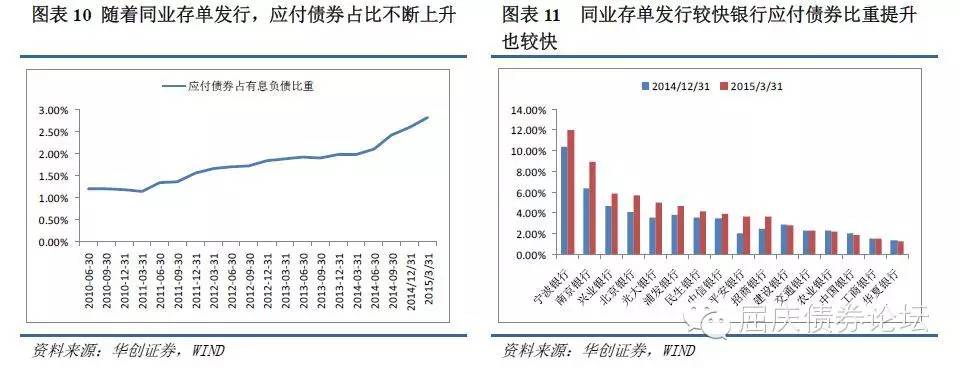 图表 10 随着同业存单发行，应付债券占比不断上升
应付债券占有息负债比重
3.00%
2.50%
2.00%
1.50%
1.00%
0.50%
0.00%
2010-06-30
2010-09-30
2010-12-31
2011-03-31
2011-06-30
2011-09-30
2011-12-31
2012-03-31
2012-06-30
2012-09-30
2012-12-31
2013-03-31
2013-06-30
2013-09-30
2013-12-31
2014-03-31
2014-06-30
2014-09-30
2014/12/31
2015/3/31
资料来源：华创证券，WIND
图表 11 同业存单发行较快银行应付债券比重提升
也较快
2014/12/31
2015/3/31
14.00%
12.00%
10.00%
8.00%
6.00%
4.00%
2.00%
0.00%
宁波银行
南京银行
兴业银行
北京银行
光大银行
浦发银行
民生银行
中信银行
平安银行
招商银行
建设银行
交通银行
农业银行
中国银行
工商银行
华夏银行
屈庆债券论坛
资料来源：华创证券，WIND